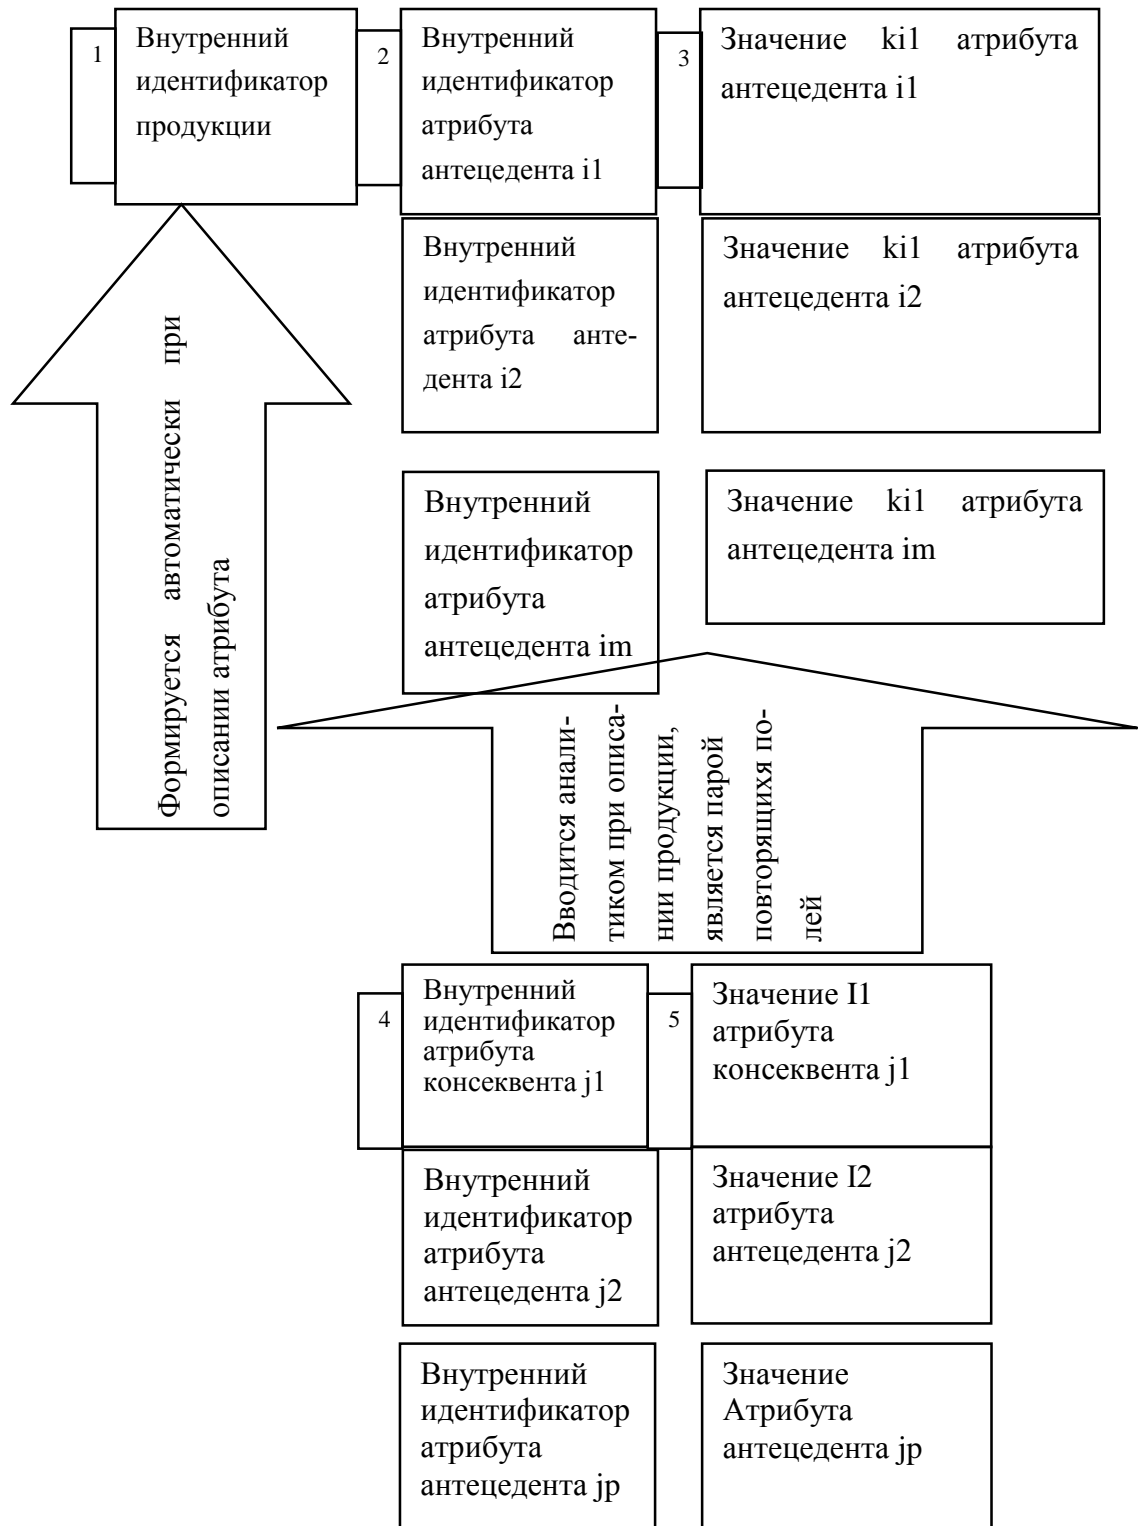 1
Внутренний
идентификатор
продукции
2
Внутренний
идентификатор
атрибута
антецедента i1
3
Значение ki1 атрибута
антецедента i1
Внутренний
идентификатор
атрибута анте-
дента i2
Значение ki1 атрибута
антецедента i2
Внутренний
идентификатор
атрибута
антецедента im
Значение ki1 атрибута
антецедента im
Формируется автоматически при
описании атрибута
Вводится анали-
тиком при описа-
нии продукции,
является парой
повторящихя по-
лей
4
Внутренний
идентификатор
атрибута
консеквента j1
5
Значение I1
атрибута
консеквента j1
Внутренний
идентификатор
атрибута
антецедента j2
Значение I2
атрибута
антецедента j2
Внутренний
идентификатор
атрибута
антецедента jp
Значение
Атрибута
антецедента jp